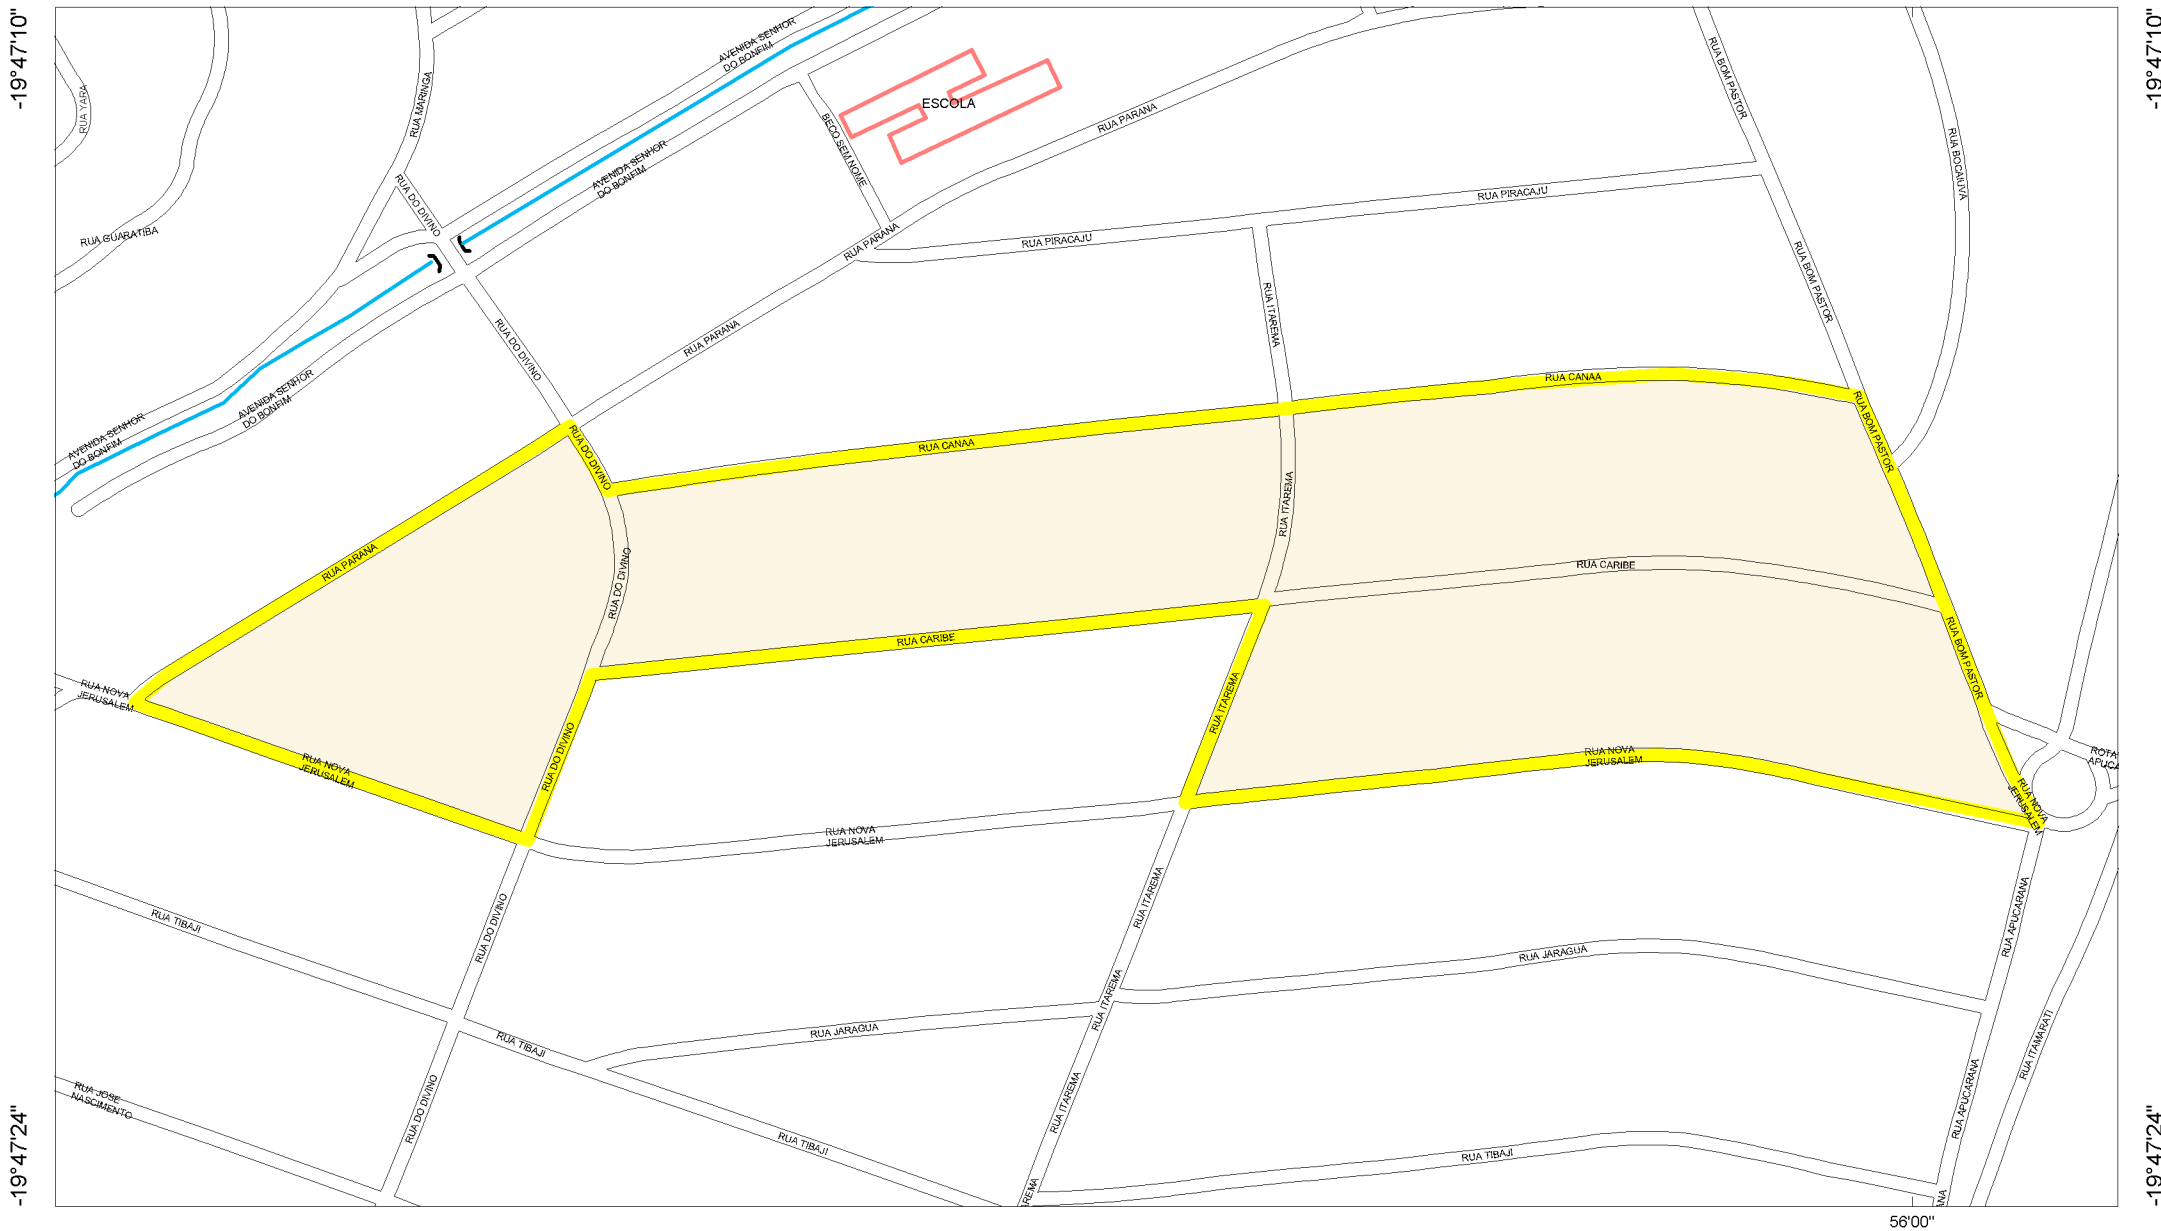 -19°47'10"
-19°47'10"
AVENIDA SENHOR
DO BONFIM
RUA YARA
RUA MARINGA
ESCOLA
RUA BOM PASTOR
RUA PARANA
BECO SEM NOME
RUA BOCAIUVA
AVENIDA SENHOR
DO BONFIM
RUA DO DIVINO
RUA PIRACAJU
RUA GUARATIBA
RUA PARANA
RUA PIRACAJU
RUA BOM PASTOR
RUA ITAREMA
RUA PARANA
RUA DO DIVINO
RUA CANAA
AVENIDA SENHOR
DO BONFIM
AVENIDA SENHOR
DO BONFIM
RUA CANAA
RUA BOM PASTOR
RUA DO DIVINO
RUA ITAREMA
RUA PARANA
RUA CARIBE
RUA DO DIVINO
RUA CARIBE
RUA BOM PASTOR
RUA NOVA
JERUSALEM
RUA ITAREMA
RUA NOVA
JERUSALEM
RUA DO DIVINO
RUA NOVA
JERUSALEM
ROTA
APUCA
RUA NOVA
JERUSALEM
RUA NOVA
JERUSALEM
RUA ITAREMA
RUA TIBAJI
RUA DO DIVINO
RUA APUCARANA
RUA JARAGUA
RUA ITAREMA
RUA JARAGUA
RUA TIBAJI
RUA ITAMARATI
RUA JOSE
NASCIMENTO
RUA DO DIVINO
RUA ITAREMA
RUA APUCARANA
RUA TIBAJI
RUA TIBAJI
AREMA
ANA
-19°47'24"
-19°47'24"
56'00"